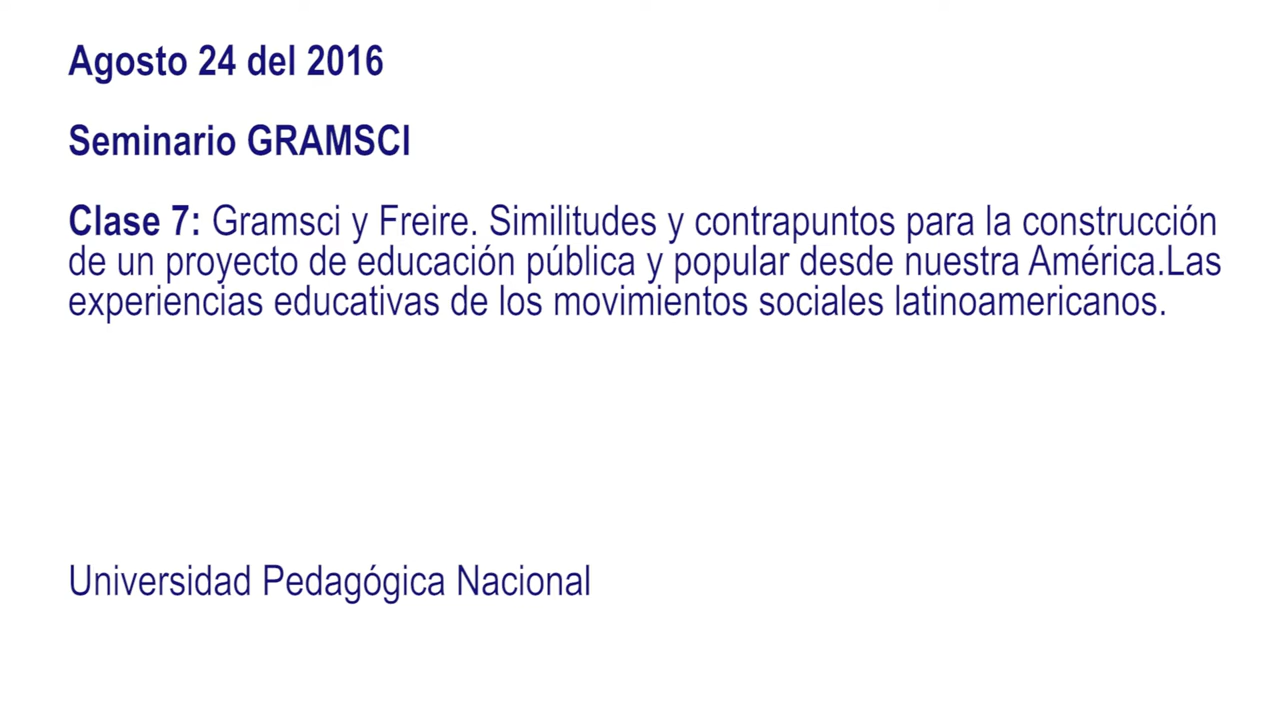 Agosto 24 del 2016
Seminario GRAMSCI
Clase 7: Gramsci y Freire. Similitudes y contrapuntos para la construcción
de un proyecto de educación pública y popular desde nuestra América.Las
experiencias educativas de los movimientos sociales latinoamericanos.
Universidad Pedagógica Nacional